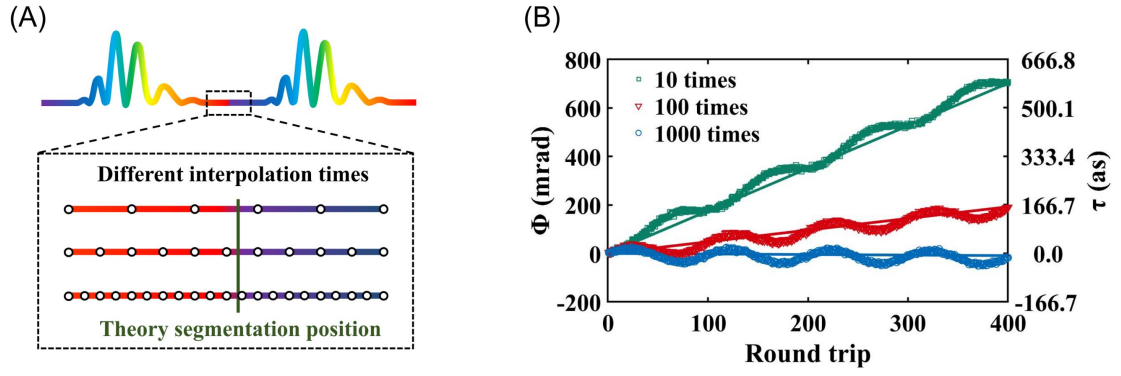 (A)
Different interpolation times
Theory segmentation position
(B)
10 times
100 times
1000 times
Φ (mrad)
800
600
400
200
0
-200
τ (as)
666.8
500.1
333.4
166.7
0.0
-166.7
0 100 200 300 400
Round trip